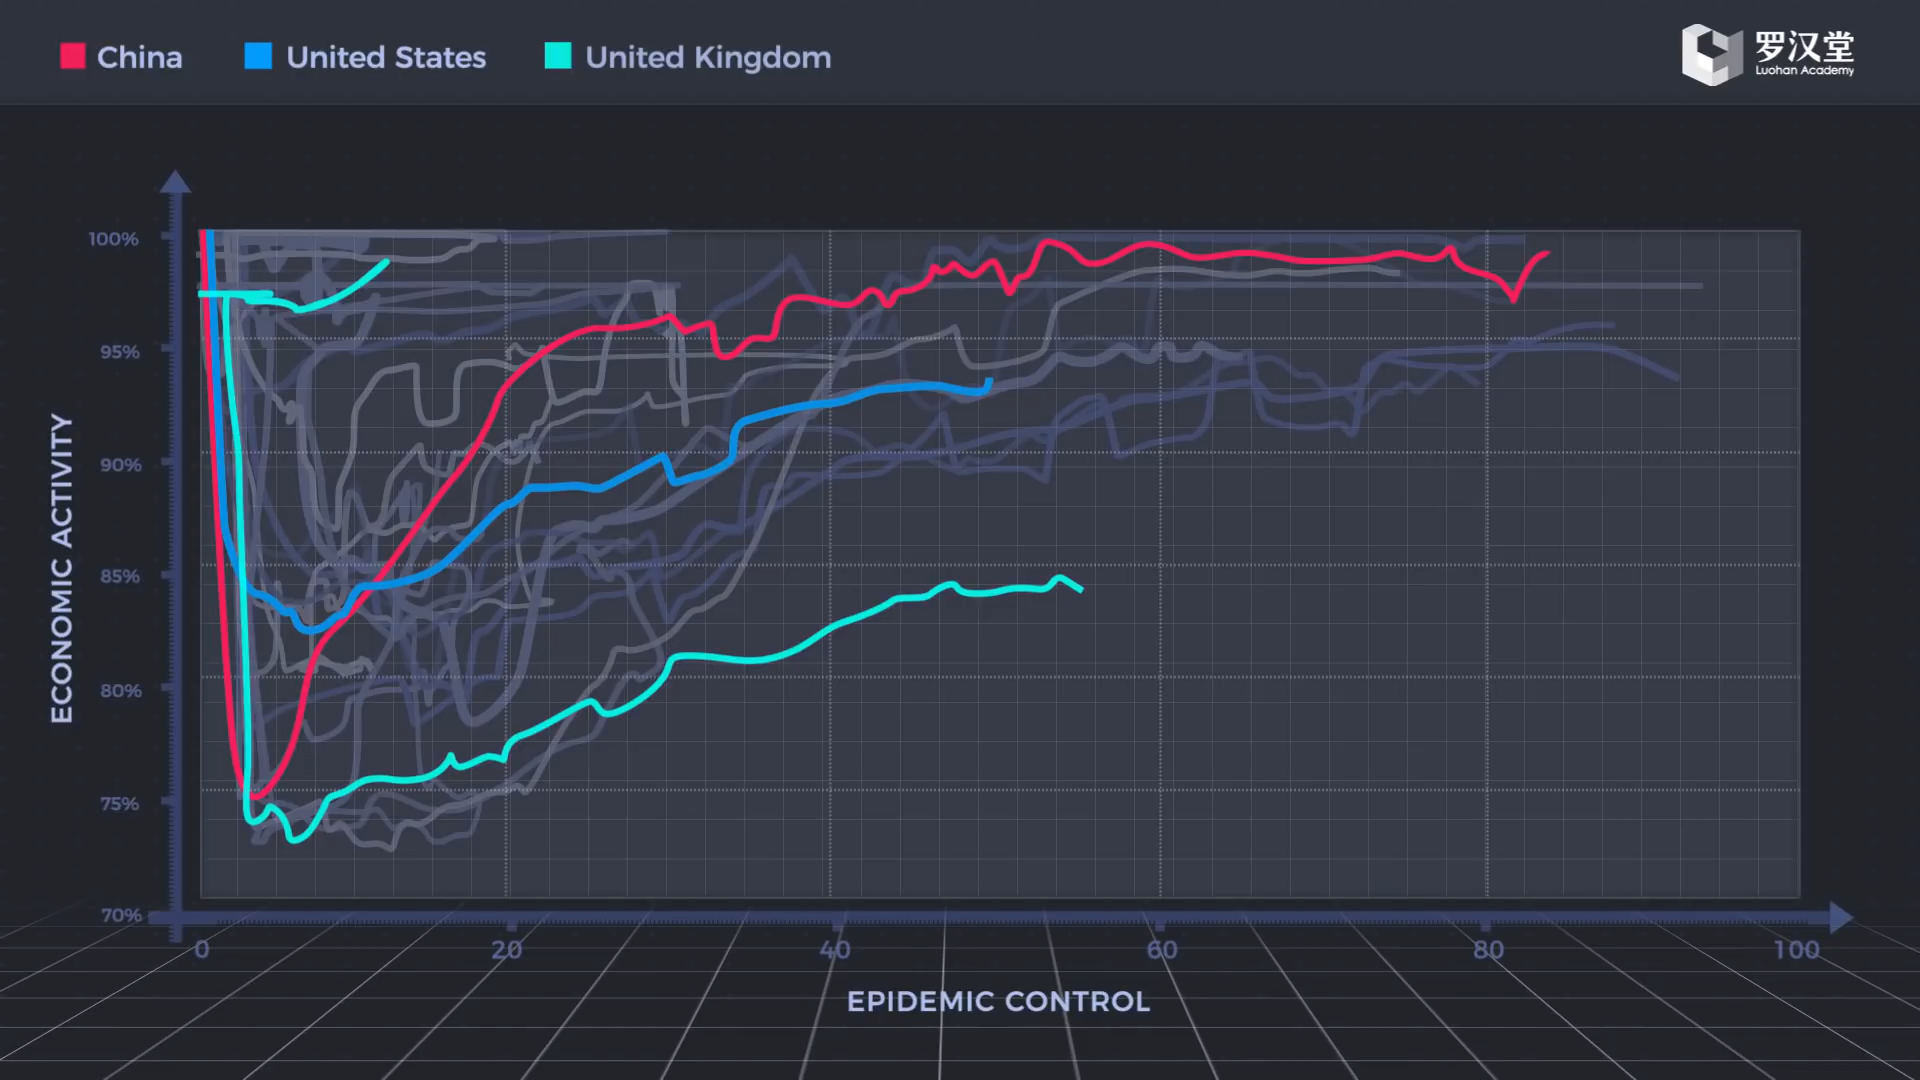 China
United States
United Kingdom
罗汉堂
Luohan Academy
100%
95%
90%
85%
80%
75%
70%
ECONOMIC ACTIVITY
0
20
40
60
80
100
EPIDEMIC CONTROL